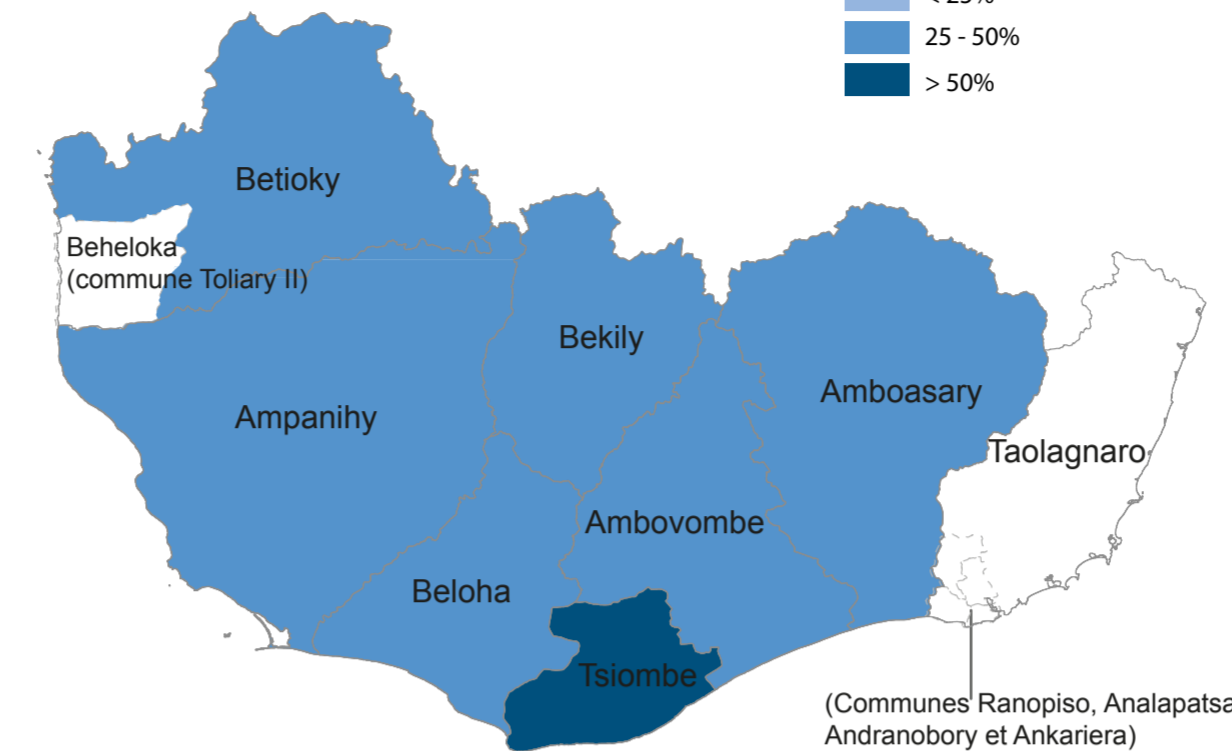 < 25%
25 - 50%
> 50%
Betioky
Beheloka
(commune Toliary II)
Bekily
Amboasary
Ampanihy
Taolagnaro
Ambovombe
Beloha
Tsiombe
(Communes Ranopiso, Analapatsa
Andranobory et Ankariera)